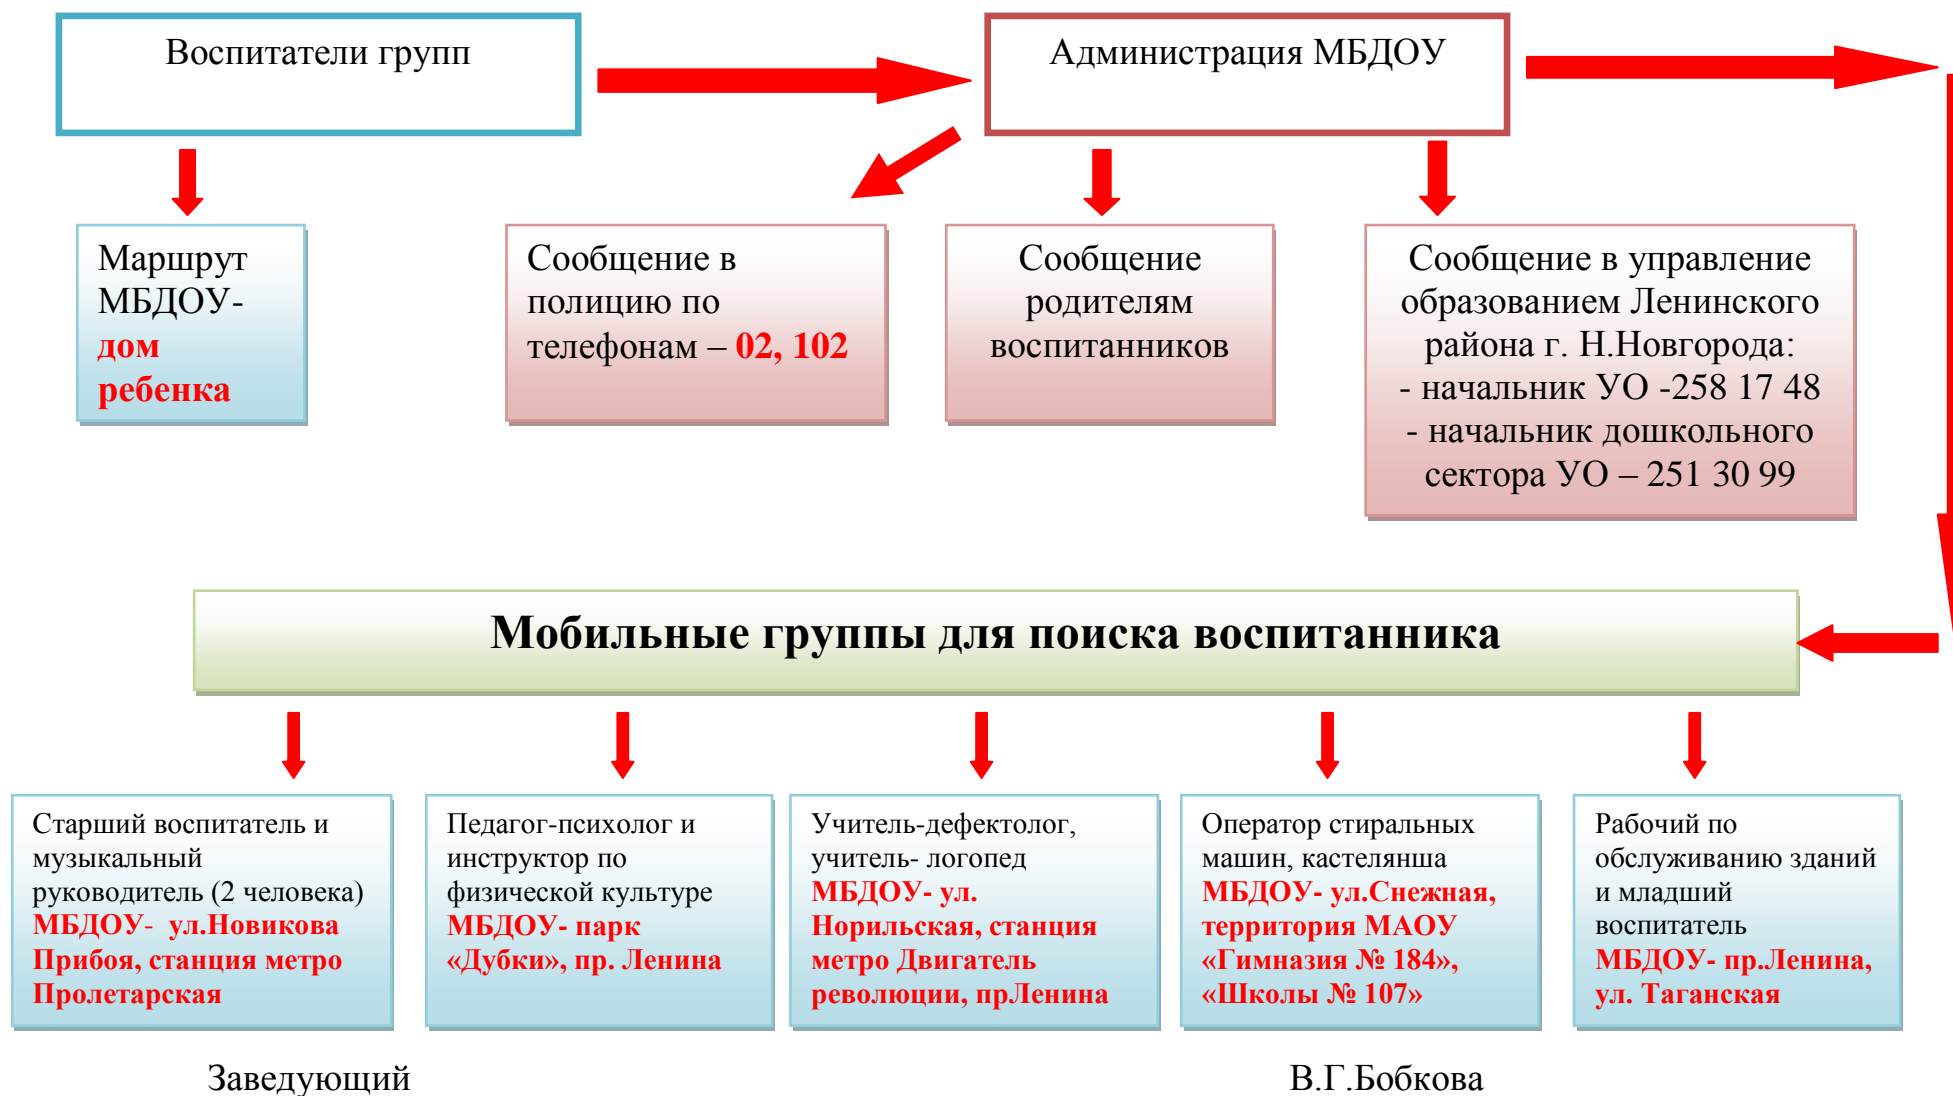 Воспитатели групп
Администрация МБДОУ
Маршрут
МБДОУ-
дом
ребенка
Сообщение в
полицию по
телефонам – 02, 102
Сообщение
родителям
воспитанников
Сообщение в управление
образованием Ленинского
района г. Н.Новгорода:
- начальник УО -258 17 48
- начальник дошкольного
сектора УО – 251 30 99
Мобильные группы для поиска воспитанника
Старший воспитатель и
музыкальный
руководитель (2 человека)
МБДОУ- ул.Новикова
Прибоя, станция метро
Пролетарская
Педагог-психолог и
инструктор по
физической культуре
МБДОУ- парк
«Дубки», пр. Ленина
Учитель-дефектолог,
учитель- логопед
МБДОУ- ул.
Норильская, станция
метро Двигатель
революции, прЛенина
Оператор стиральных
машин, кастелянша
МБДОУ- ул.Снежная,
территория МАОУ
«Гимназия № 184»,
«Школы № 107»
Рабочий по
обслуживанию зданий
и младший
воспитатель
МБДОУ- пр.Ленина,
ул. Таганская
Заведующий
В.Г.Бобкова